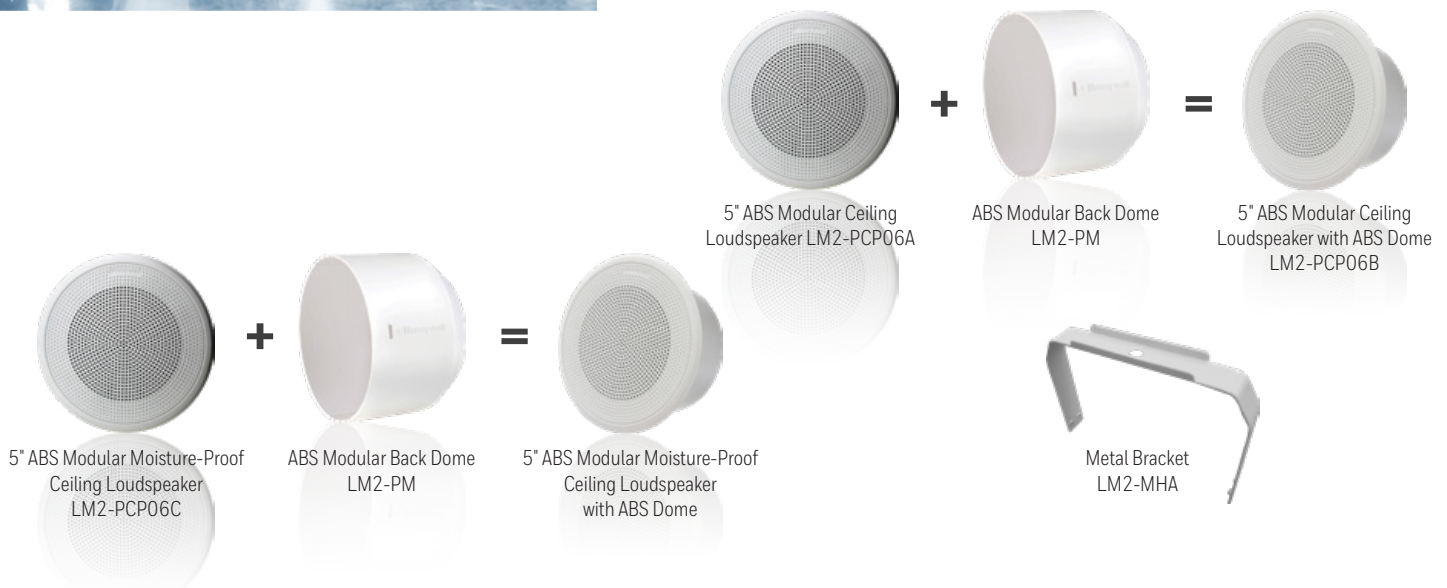 +
=
5" ABS Modular Ceiling
Loudspeaker LM2-PCP06A
ABS Modular Back Dome
LM2-PM
5" ABS Modular Ceiling
Loudspeaker with ABS Dome
LM2-PCP06B
+
=
5" ABS Modular Moisture-Proof
Ceiling Loudspeaker
LM2-PCP06C
ABS Modular Back Dome
LM2-PM
5" ABS Modular Moisture-Proof
Ceiling Loudspeaker
with ABS Dome
Metal Bracket
LM2-MHA